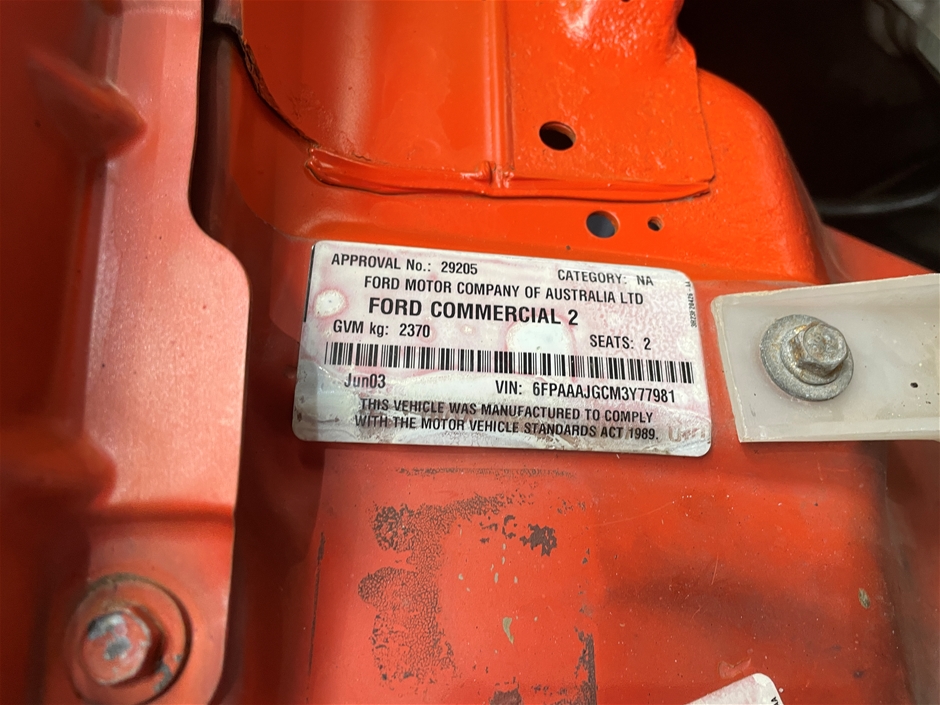 APPROVAL No.: 29205 CATEGORY: NA
FORD MOTOR COMPANY OF AUSTRALIA LTD
FORD COMMERCIAL 2
GVM kg: 2370 SEATS: 2
Jun03 VIN: 6FPAAAJGCM3Y77981
THIS VEHICLE WAS MANUFACTURED TO COMPLY
WITH THE MOTOR VEHICLE STANDARDS ACT 1989.